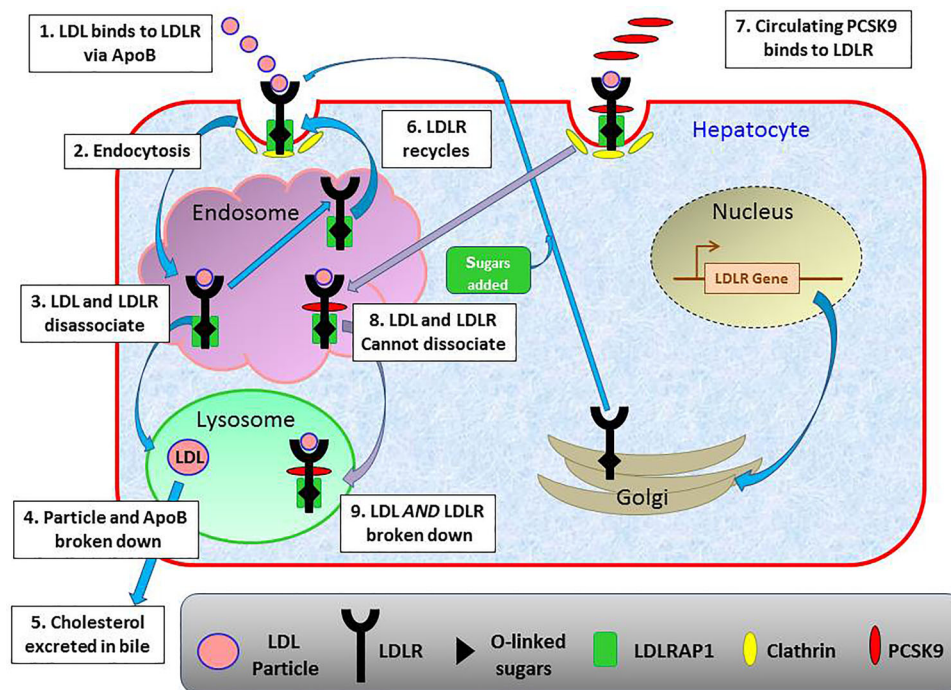 1. LDL binds to LDLR
via ApoB
7. Circulating PCSK9
binds to LDLR
Hepatocyte
2. Endocytosis
6. LDLR
recycles
Endosome
Nucleus
LDLR Gene
Sugars
added
3. LDL and LDLR
disassociate
8. LDL and LDLR
Cannot dissociate
Lysosome
LDL
Golgi
4. Particle and ApoB
broken down
9. LDL AND LDLR
broken down
5. Cholesterol
excreted in bile
LDL
Particle
LDLR
O-linked
sugars
LDLRAP1
Clathrin
PCSK9